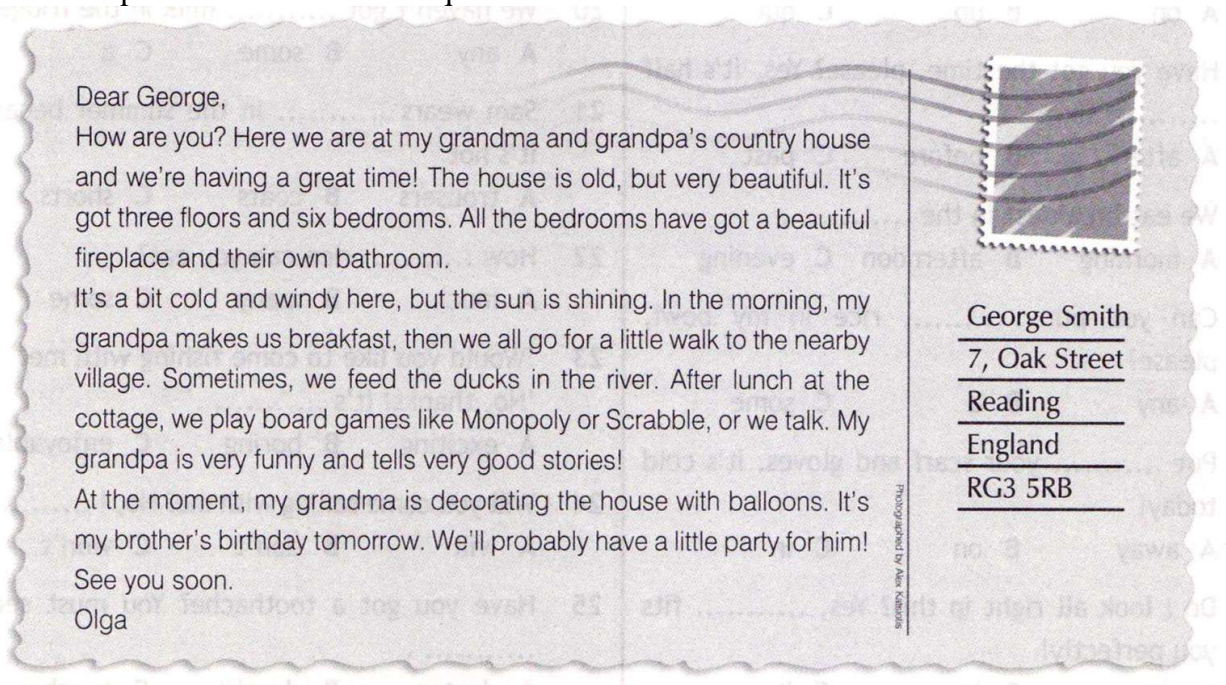 Dear George,
How are you? Here we are at my grandma and grandpa's country house
and we're having a great time! The house is old, but very beautiful. It's
got three floors and six bedrooms. All the bedrooms have got a beautiful
fireplace and their own bathroom.
It's a bit cold and windy here, but the sun is shining. In the morning, my
grandpa makes us breakfast, then we all go for a little walk to the nearby
village. Sometimes, we feed the ducks in the river. After lunch at the
cottage, we play board games like Monopoly or Scrabble, or we talk. My
grandpa is very funny and tells very good stories!
At the moment, my grandma is decorating the house with balloons. It's
my brother's birthday tomorrow. We'll probably have a little party for him!
See you soon.
Olga
Photographed by Alex
George Smith
7, Oak Street
Reading
England
RG3 5RB